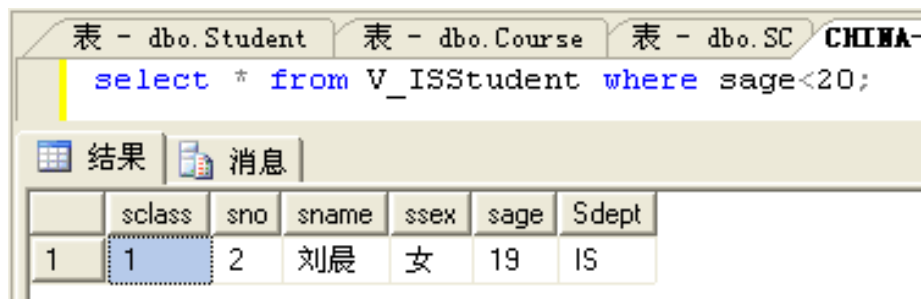 表 - dbo.Student 表 - dbo.Course 表 - dbo.SC CHINA-
select * from V_ISStudent where sage<20;
结果 消息
sclass sno sname ssex sage Sdept
1 1 2 刘晨 女 19 IS